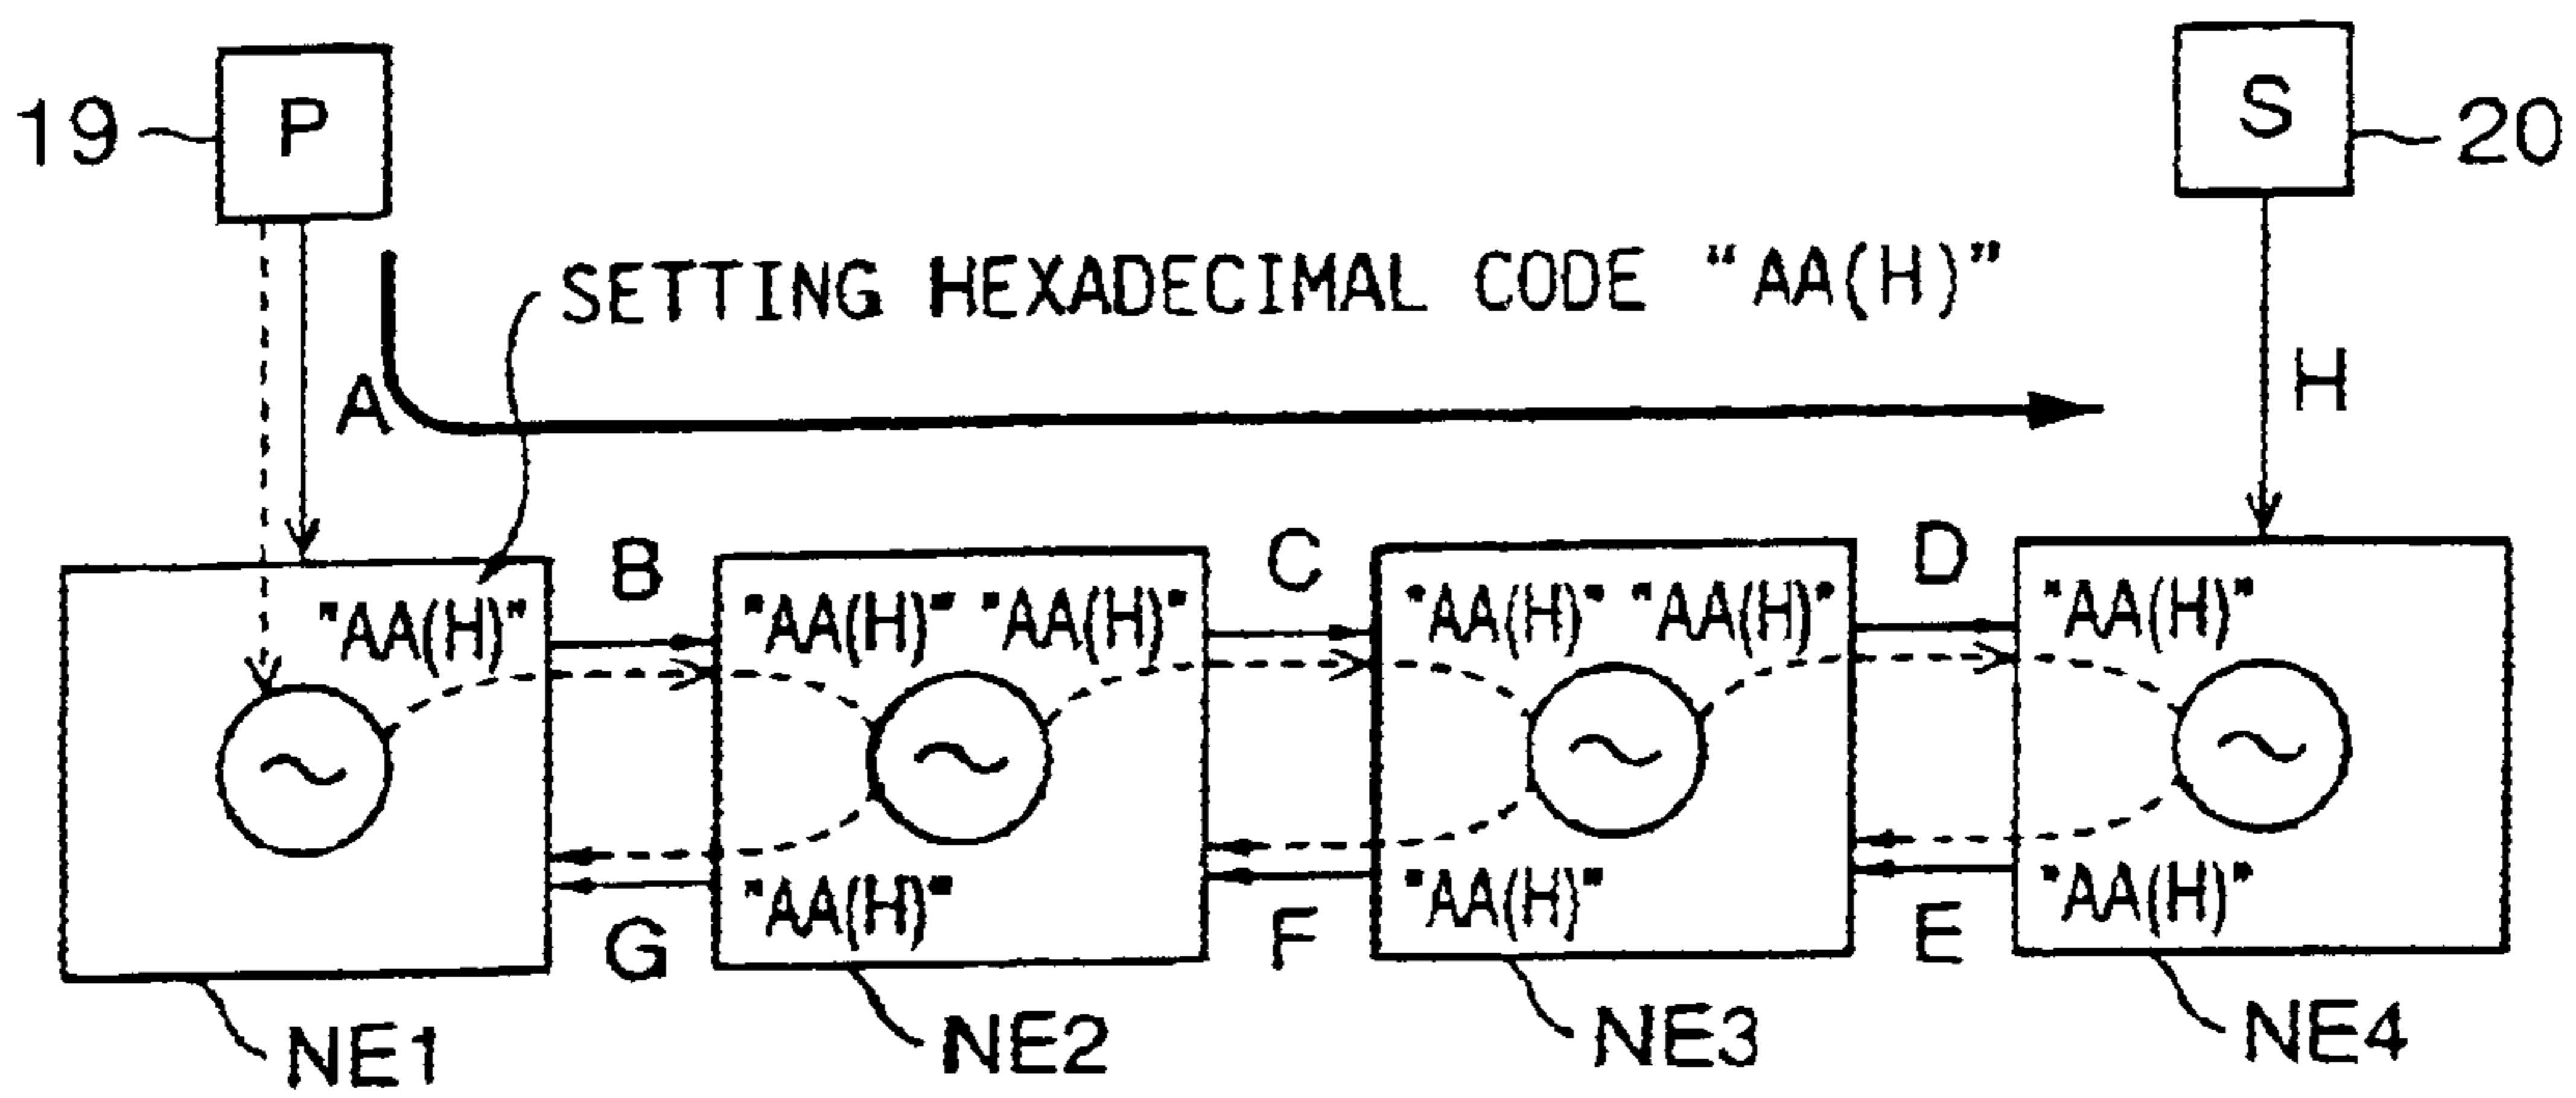 19
P
S
20
SETTING HEXADECIMAL CODE “AA(H)”
A
H
B
C
D
"AA(H)"
"AA(H)" "AA(H)"
"AA(H)" "AA(H)"
"AA(H)"
"AA(H)"
"AA(H)"
"AA(H)"
G
F
E
NE1
NE2
NE3
NE4